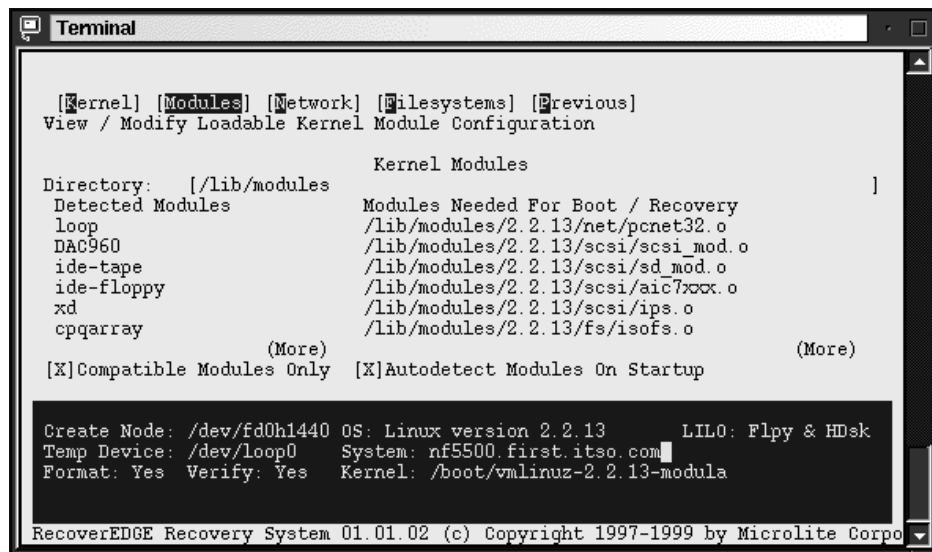 Terminal
[Kernel] [Modules] [Network] [Filesystems] [Previous]
View / Modify Loadable Kernel Module Configuration
Kernel Modules
Directory: [/lib/modules ]
Detected Modules Modules Needed For Boot / Recovery
loop /lib/modules/2.2.13/net/pcnet32.o
DAC960 /lib/modules/2.2.13/scsi/scsi_mod.o
ide-tape /lib/modules/2.2.13/scsi/sd_mod.o
ide-floppy /lib/modules/2.2.13/scsi/aic7xxx.o
xd /lib/modules/2.2.13/scsi/ips.o
cpqarray /lib/modules/2.2.13/fs/isofs.o
(More) (More)
[X]Compatible Modules Only [X]Autodetect Modules On Startup
Create Node: /dev/fd0h1440 OS: Linux version 2.2.13 LILO: Flpy & HDsk
Temp Device: /dev/loop0 System: nf5500.first.itso.com
Format: Yes Verify: Yes Kernel: /boot/vmlinuz-2.2.13-modula
RecoverEDGE Recovery System 01.01.02 (c) Copyright 1997-1999 by Microlite Corpo